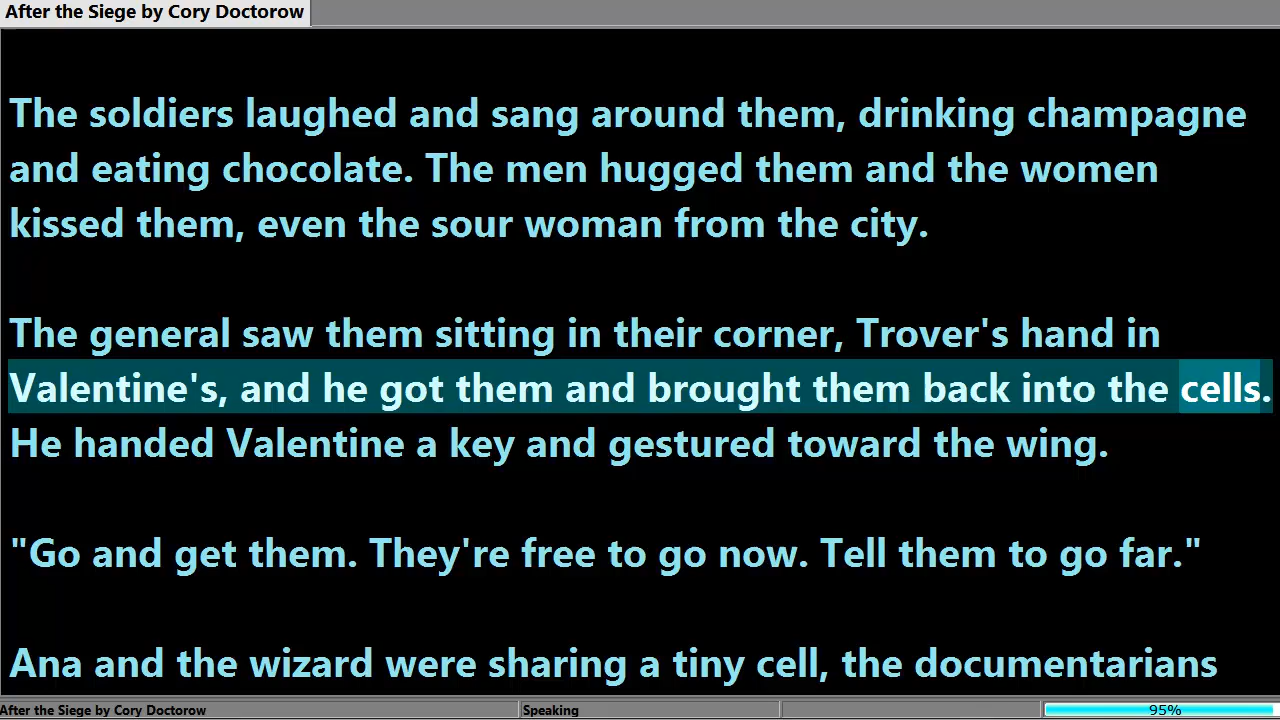 After the Siege by Cory Doctorow
The soldiers laughed and sang around them, drinking champagne
and eating chocolate. The men hugged them and the women
kissed them, even the sour woman from the city.
The general saw them sitting in their corner, Trover's hand in
Valentine's, and he got them and brought them back into the cells.
He handed Valentine a key and gestured toward the wing.
"Go and get them. They're free to go now. Tell them to go far."
Ana and the wizard were sharing a tiny cell, the documentarians
After the Siege by Cory Doctorow
Speaking
95%